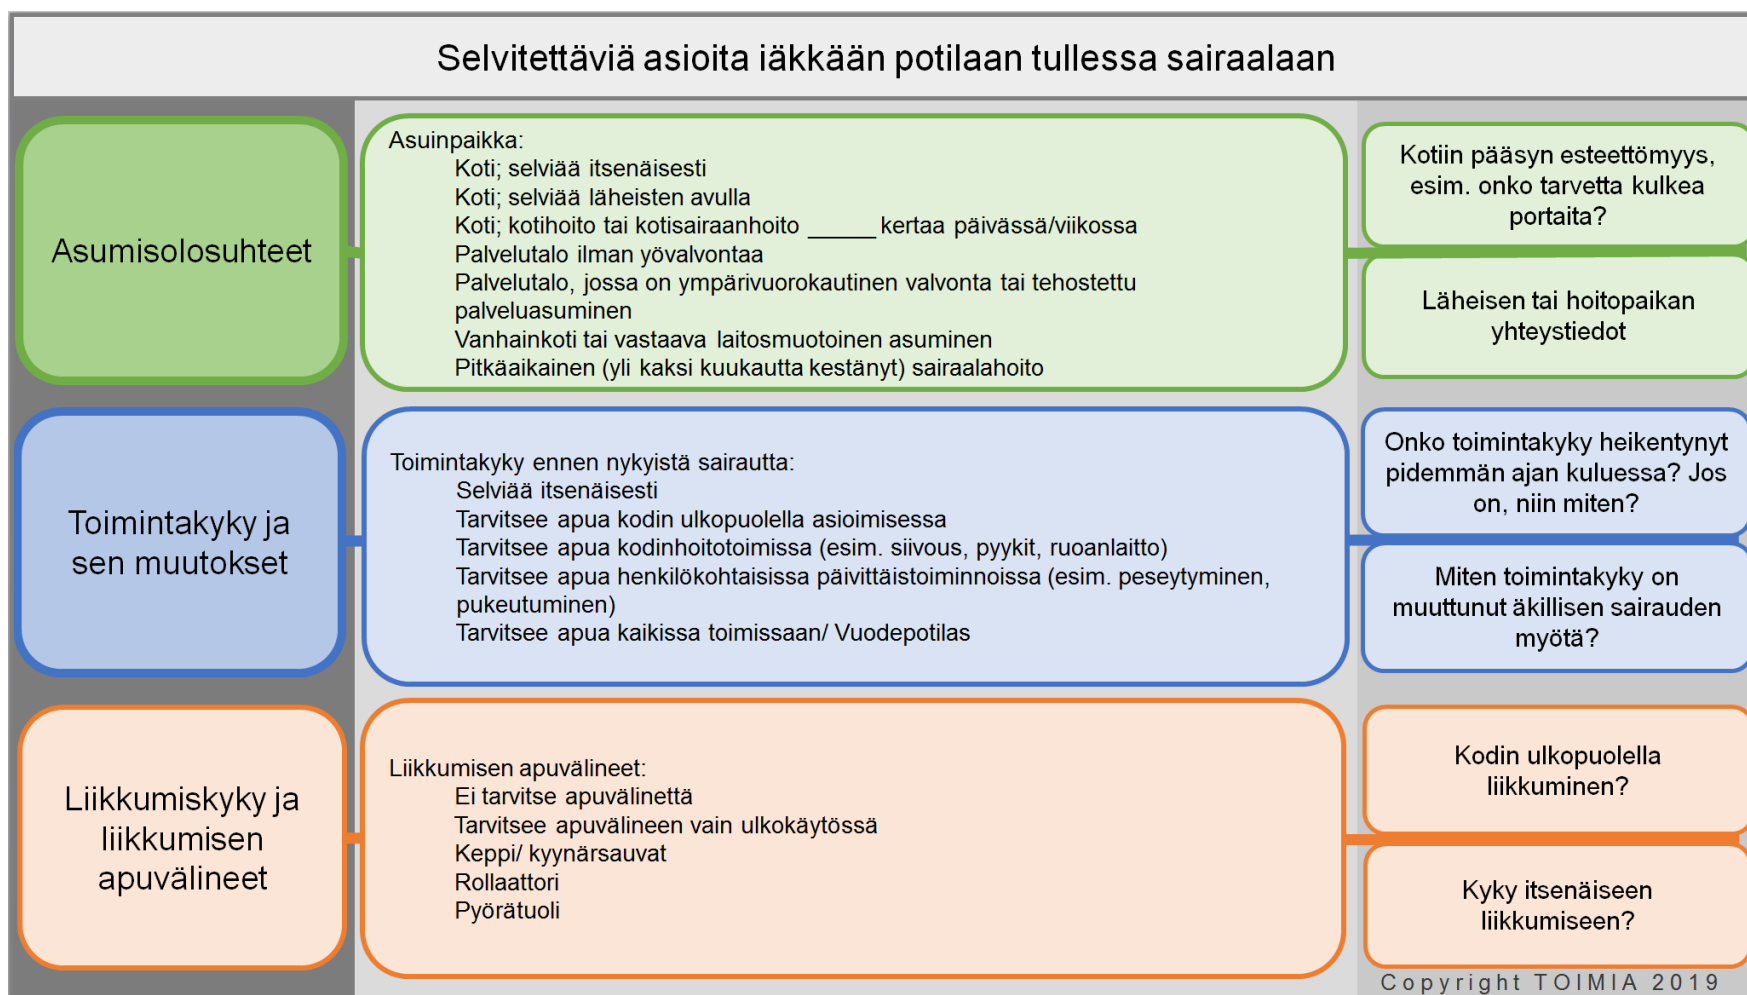 Selvitettäviä asioita iäkkään potilaan tullessa sairaalaan
Asumisolosuhteet
Asuinpaikka:
Koti; selviää itsenäisesti
Koti; selviää läheisten avulla
Koti; kotihoito tai kotisairaanhoito _____ kertaa päivässä/viikossa
Palvelutalo ilman yövalvontaa
Palvelutalo, jossa on ympärivuorokautinen valvonta tai tehostettu
palveluasuminen
Vanhainkoti tai vastaava laitosmuotoinen asuminen
Pitkäaikainen (yli kaksi kuukautta kestänyt) sairaalahoito
Kotiin pääsyn esteettömyys,
esim. onko tarvetta kulkea
portaita?
Läheisen tai hoitopaikan
yhteystiedot
Toimintakyky ja
sen muutokset
Toimintakyky ennen nykyistä sairautta:
Selviää itsenäisesti
Tarvitsee apua kodin ulkopuolella asioimisessa
Tarvitsee apua kodinhoitotoimissa (esim. siivous, pyykit, ruoanlaitto)
Tarvitsee apua henkilökohtaisissa päivittäistoiminnoissa (esim. peseytyminen,
pukeutuminen)
Tarvitsee apua kaikissa toimissaan/ Vuodepotilas
Onko toimintakyky heikentynyt
pidemmän ajan kuluessa? Jos
on, niin miten?
Miten toimintakyky on
muuttunut äkillisen sairauden
myötä?
Liikkumiskyky ja
liikkumisen
apuvälineet
Liikkumisen apuvälineet:
Ei tarvitse apuvälinettä
Tarvitsee apuvälineen vain ulkokäytössä
Keppi/ kyynärsauvat
Rollaattori
Pyörätuoli
Kodin ulkopuolella
liikkuminen?
Kyky itsenäiseen
liikkumiseen?
Copyright TOIMIA 2019